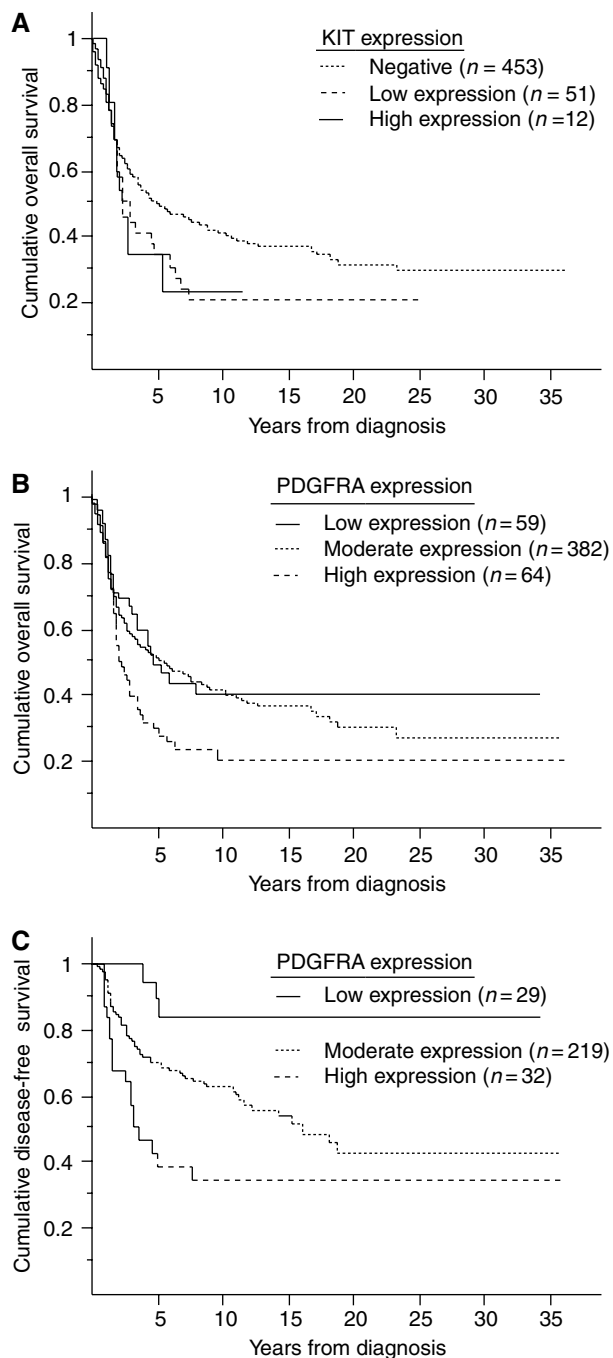 A
KIT expression
Negative (n = 453)
Low expression (n = 51)
High expression (n =12)
Cumulative overall survival
1
0.8
0.6
0.4
0.2
5 10 15 20 25 30 35
Years from diagnosis
B
PDGFRA expression
Low expression (n = 59)
Moderate expression (n = 382)
High expression (n = 64)
Cumulative overall survival
1
0.8
0.6
0.4
0.2
5 10 15 20 25 30 35
Years from diagnosis
C
PDGFRA expression
Low expression (n = 29)
Moderate expression (n = 219)
High expression (n = 32)
Cumulative disease-free survival
1
0.8
0.6
0.4
0.2
5 10 15 20 25 30 35
Years from diagnosis